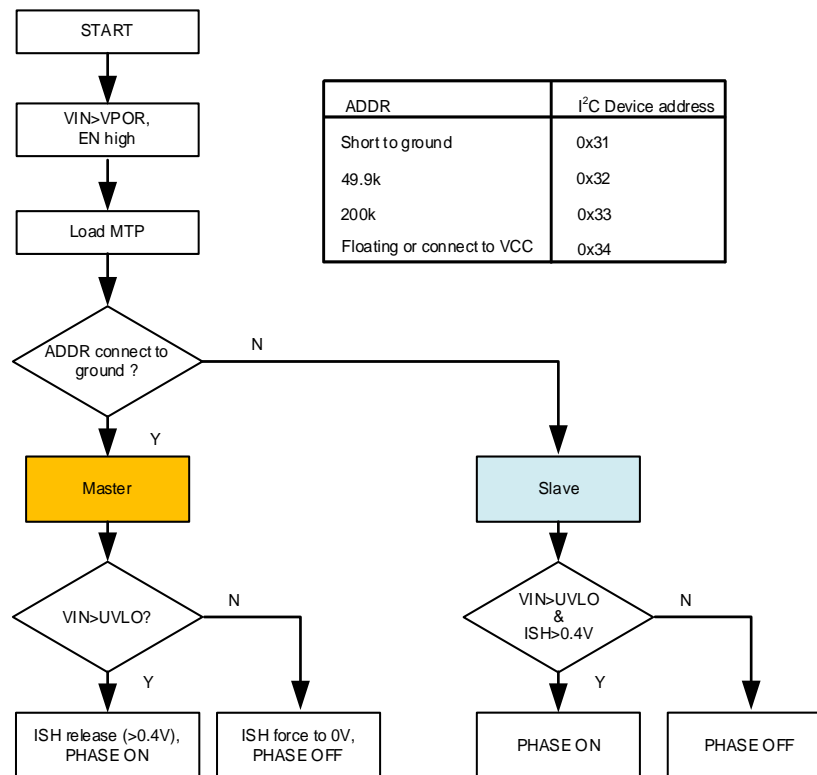 START
VIN>VPOR,
EN high
Load MTP
ADDR connect to
ground ?
N
Y
Master
VIN>UVLO?
N
Y
ISH release (>0.4V),
PHASE ON
ISH force to 0V,
PHASE OFF
ADDR I²C Device address
Short to ground 0x31
49.9k 0x32
200k 0x33
Floating or connect to VCC 0x34
Slave
VIN>UVLO
&
ISH>0.4V
N
Y
PHASE ON
PHASE OFF